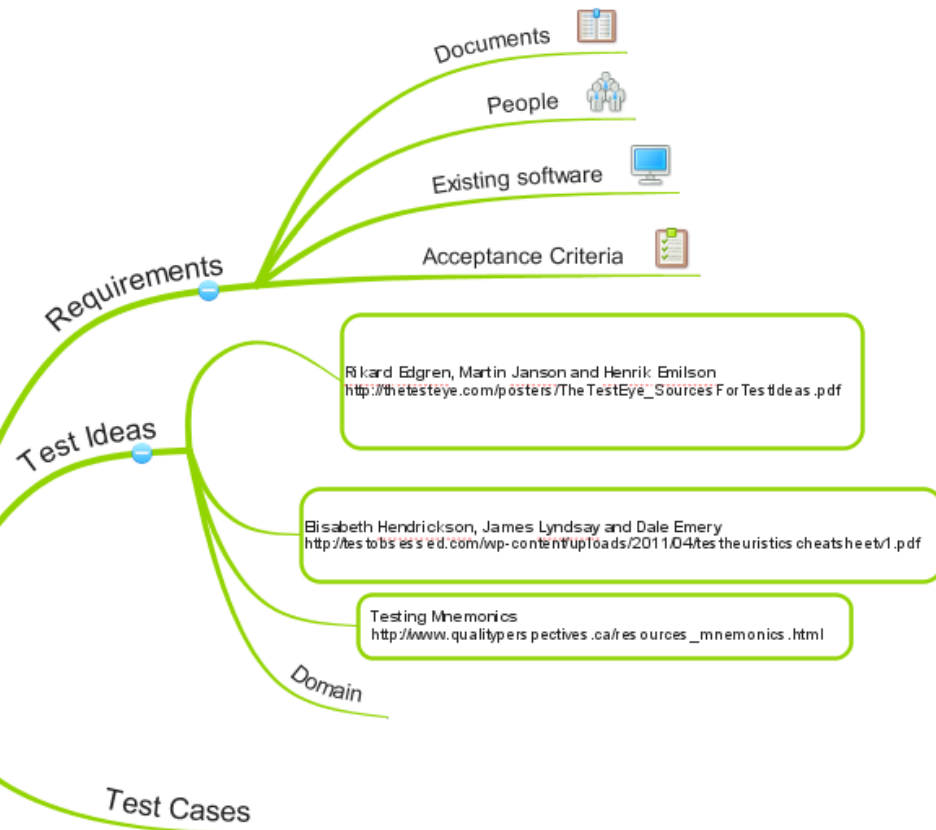 Documents
People
Existing software
Acceptance Criteria
Requirements
Rikard Edgren, Martin Janson and Henrik Emilson
http://thetesteye.com/posters/TheTestEye_SourcesForTestIdeas.pdf
Test Ideas
Elisabeth Hendrickson, James Lyndsay and Dale Emery
http://testobsessed.com/wp-content/uploads/2011/04/testheuristicscheatsheetv1.pdf
Testing Mnemonics
http://www.qualityperspectives.ca/resources_mnemonics.html
Domain
Test Cases